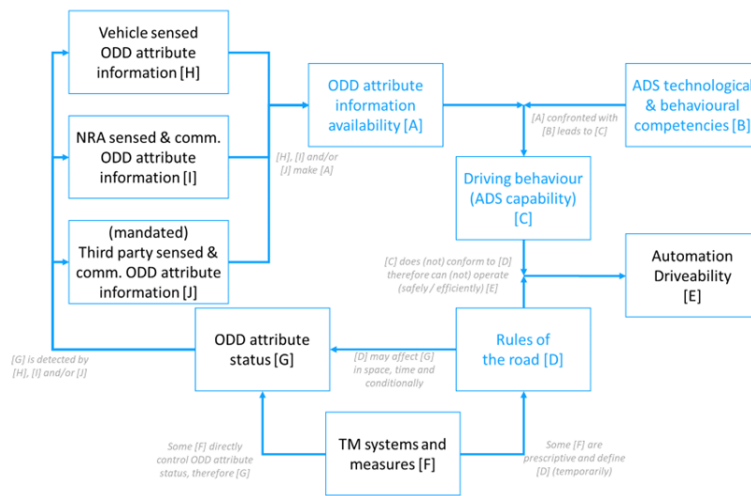 Vehicle sensed
ODD attribute
information [H]
NRA sensed & comm.
ODD attribute
information [I]
(mandated)
Third party sensed &
comm. ODD attribute
information [J]
[H], [I] and/or
[J] make [A]
ODD attribute
information
availability [A]
[A] confronted with
[B] leads to [C]
ADS technological
& behavioural
competencies [B]
Driving behaviour
(ADS capability)
[C]
[C] does (not) conform to [D]
therefore can (not) operate
(safely / efficiently) [E]
Automation
Driveability
[E]
[G] is detected by
[H], [I] and/or [J]
ODD attribute
status [G]
[D] may affect [G]
in space, time and
conditionally
Rules of
the road [D]
Some [F] directly
control ODD attribute
status, therefore [G]
TM systems and
measures [F]
Some [F] are
prescriptive and define
[D] (temporarily)